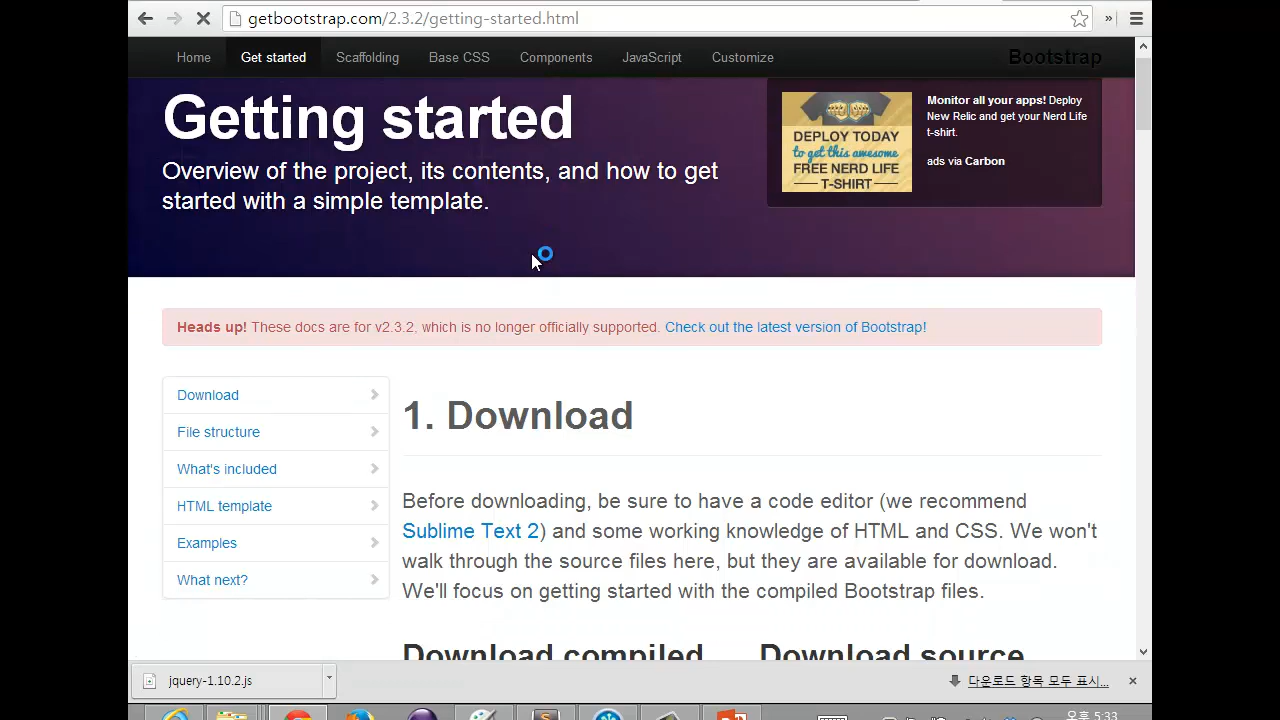 getbootstrap.com/2.3.2/getting-started.html
»
Home Get started Scaffolding Base CSS Components JavaScript Customize Bootstrap
Getting started
Overview of the project, its contents, and how to get
started with a simple template.
DEPLOY TODAY
to get this awesome
FREE NERD LIFE
T-SHIRT
Monitor all your apps! Deploy
New Relic and get your Nerd Life
t-shirt.
ads via Carbon
Heads up! These docs are for v2.3.2, which is no longer officially supported. Check out the latest version of Bootstrap!
Download
File structure
What's included
HTML template
Examples
What next?
1. Download
Before downloading, be sure to have a code editor (we recommend
Sublime Text 2) and some working knowledge of HTML and CSS. We won't
walk through the source files here, but they are available for download.
We'll focus on getting started with the compiled Bootstrap files.
Download compiled Download source
jquery-1.10.2.js
다운로드 항목 모두 표시...
오후 5:33